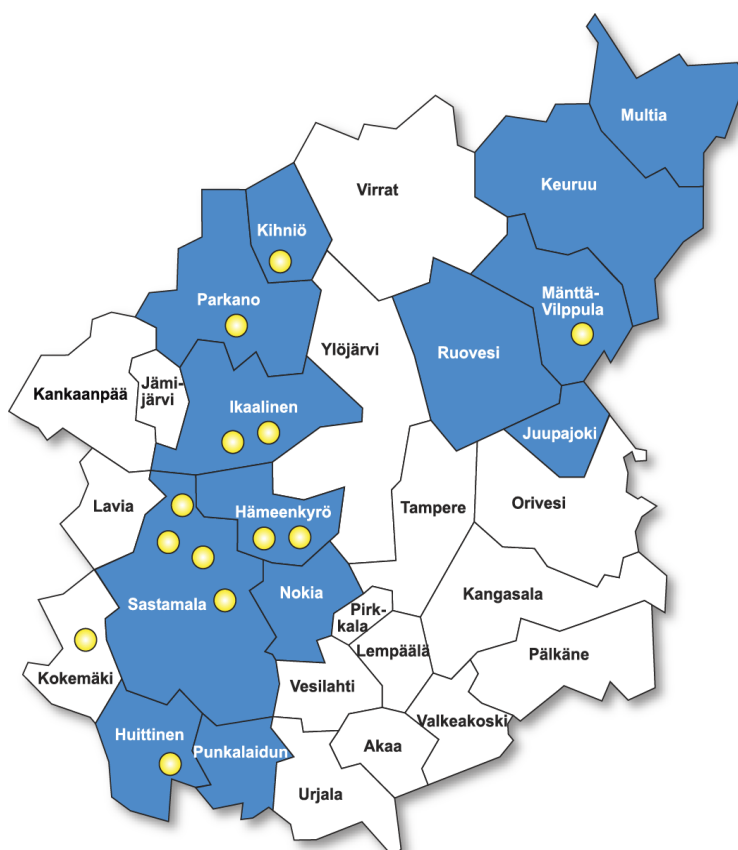 Multia
Virrat
Keuruu
Kihniö
Parkano
Mänttä-
Vilppula
Ylöjärvi
Ruovesi
Kankaanpää
Jämi-
järvi
Ikaalinen
Juupajoki
Lavia
Hämeenkyrö
Tampere
Orivesi
Sastamala
Nokia
Kangasala
Pirk-
kala
Lempäälä
Pälkäne
Kokemäki
Vesilahti
Valkeakoski
Huittinen
Punkalaidun
Akaa
Urjala